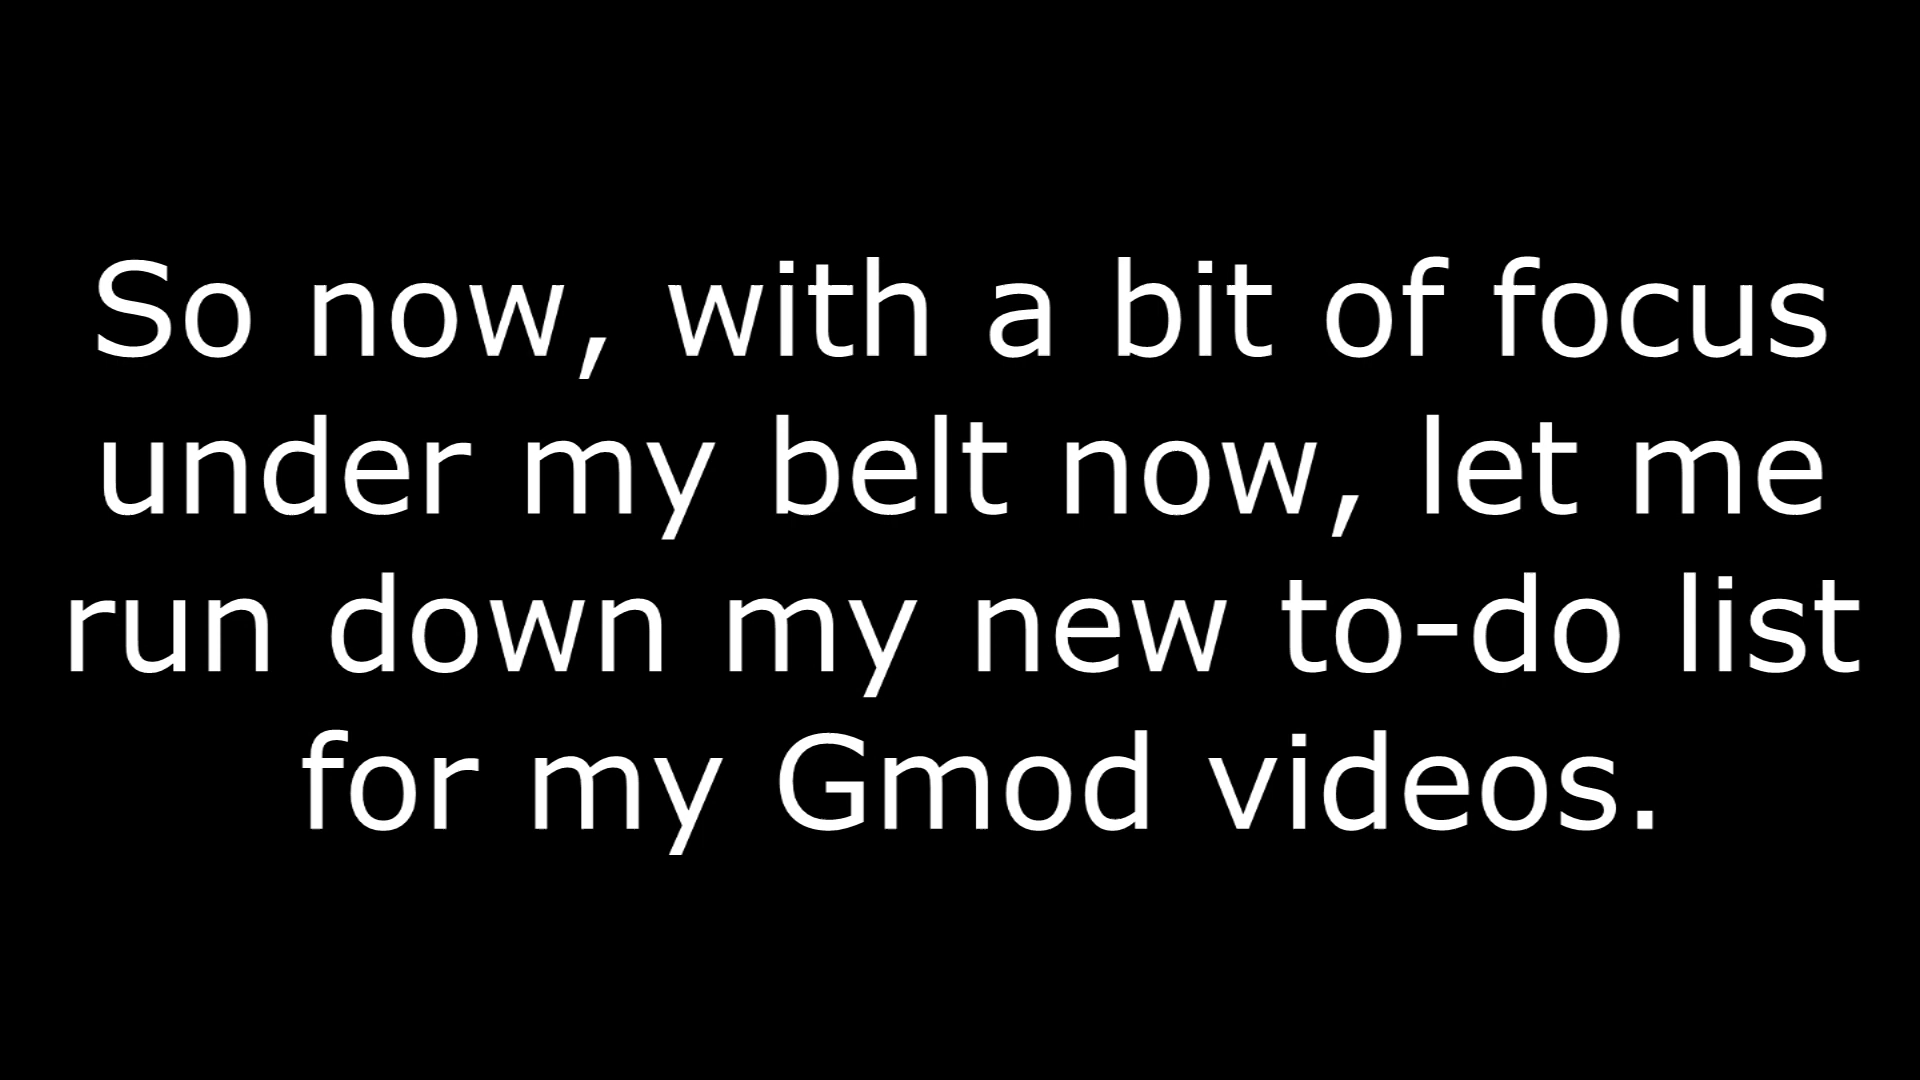 So now, with a bit of focus
under my belt now, let me
run down my new to-do list
for my Gmod videos.